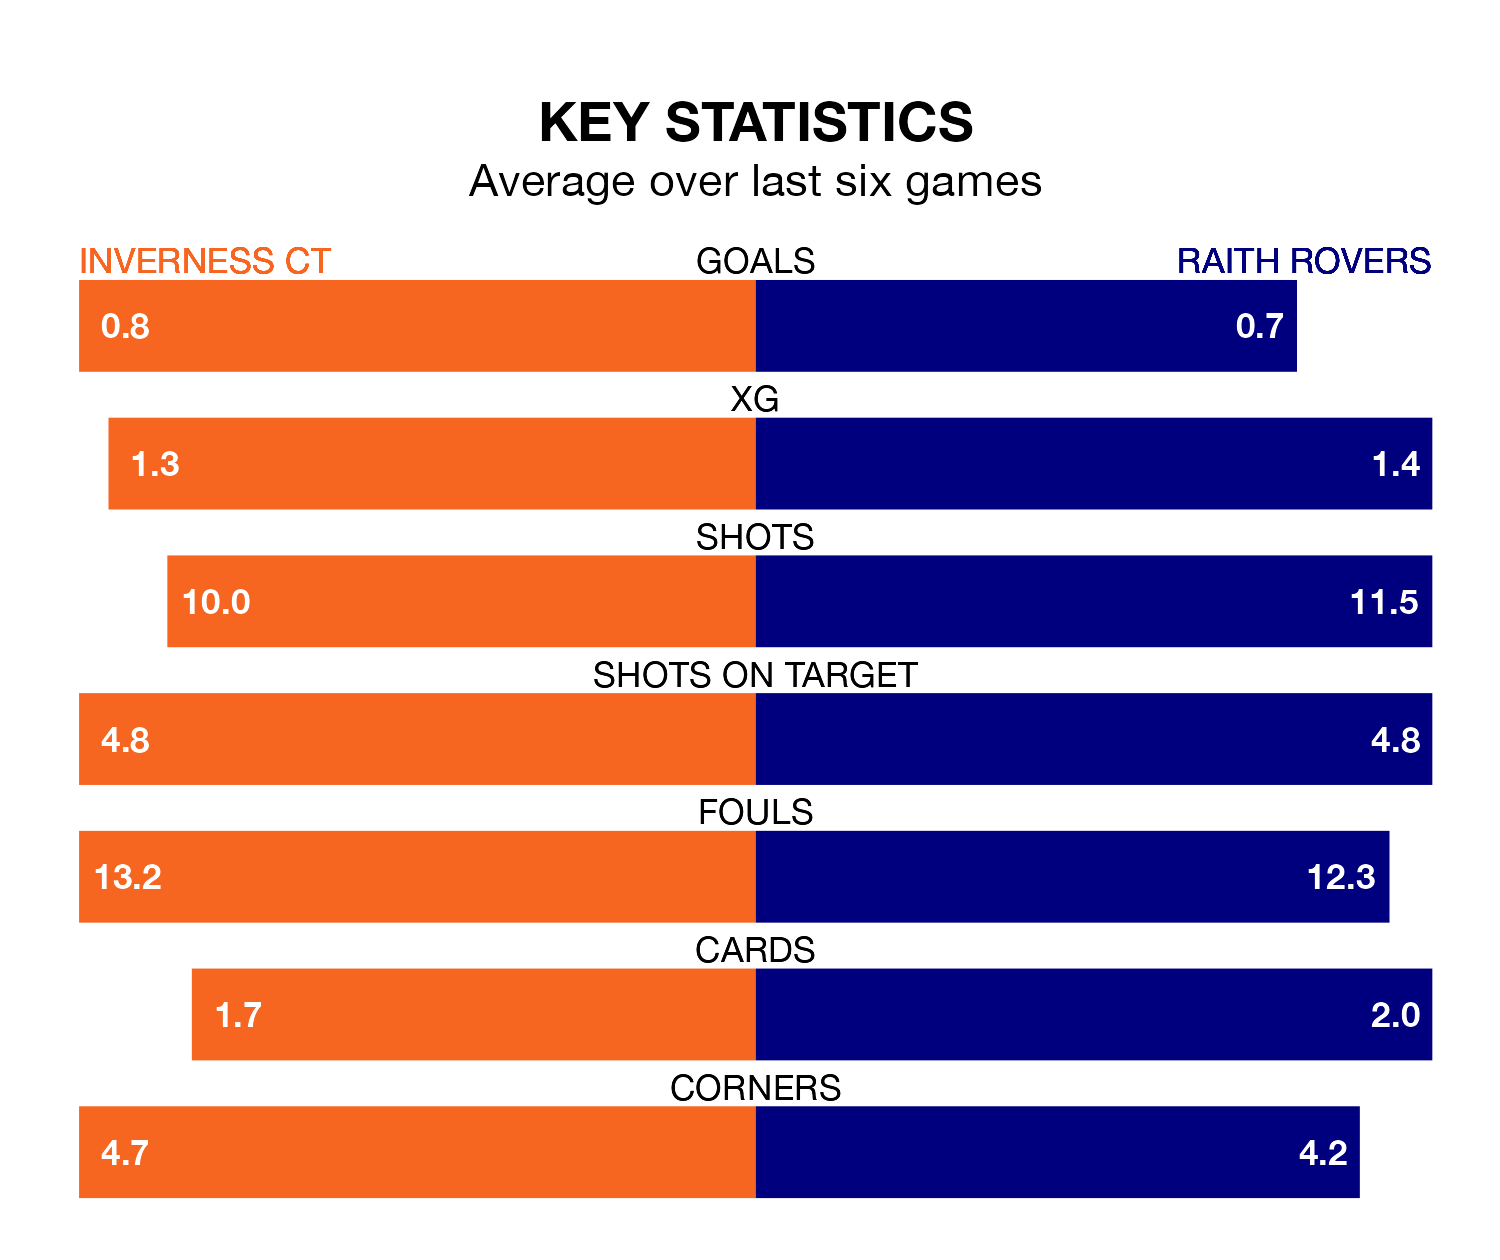 KEY STATISTICS
Average over last six games
INVERNESS CT GOALS RAITH ROVERS
0.8 0.7
XG
1.3 1.4
SHOTS
10.0 11.5
SHOTS ON TARGET
4.8 4.8
FOULS
13.2 12.3
CARDS
1.7 2.0
CORNERS
4.7 4.2